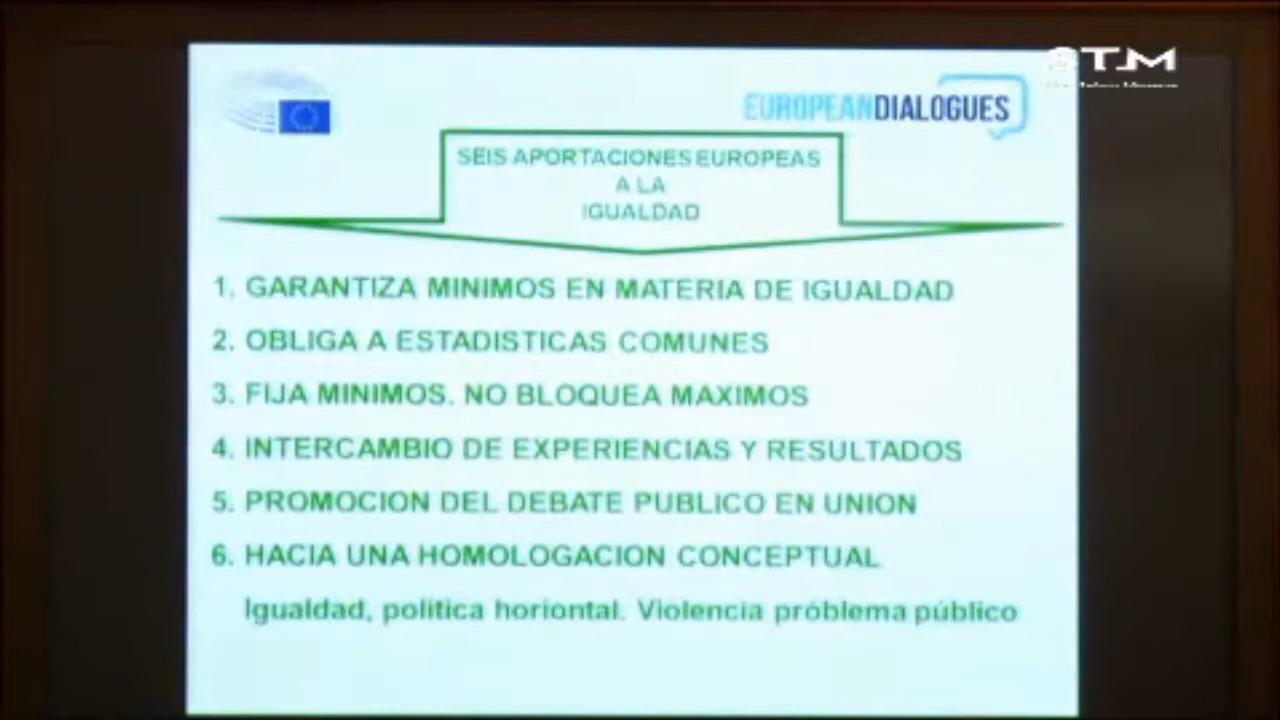 STM
EUROPEANDIALOGUES
SEIS APORTACIONES EUROPEAS
A LA
IGUALDAD
1. GARANTIZA MINIMOS EN MATERIA DE IGUALDAD
2. OBLIGA A ESTADISTICAS COMUNES
3. FIJA MINIMOS. NO BLOQUEA MAXIMOS
4. INTERCAMBIO DE EXPERIENCIAS Y RESULTADOS
5. PROMOCION DEL DEBATE PUBLICO EN UNION
6. HACIA UNA HOMOLOGACION CONCEPTUAL
Igualdad, política horiontal. Violencia próblema público